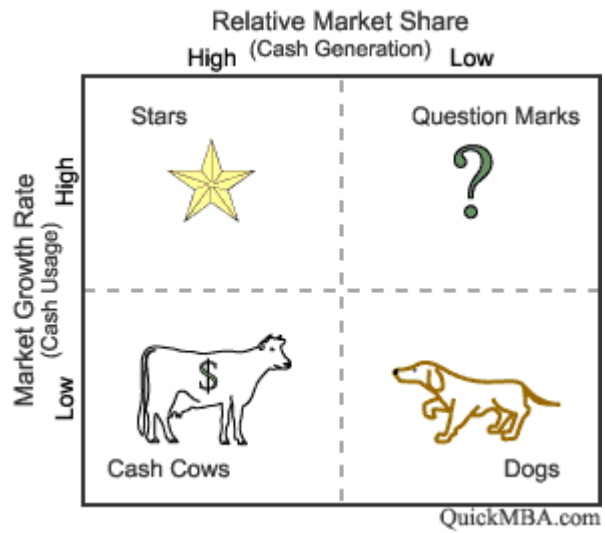 Relative Market Share
(Cash Generation)
High
Low
Market Growth Rate
(Cash Usage)
High
Low
Stars
Question Marks
?
$
Cash Cows
Dogs
QuickMBA.com